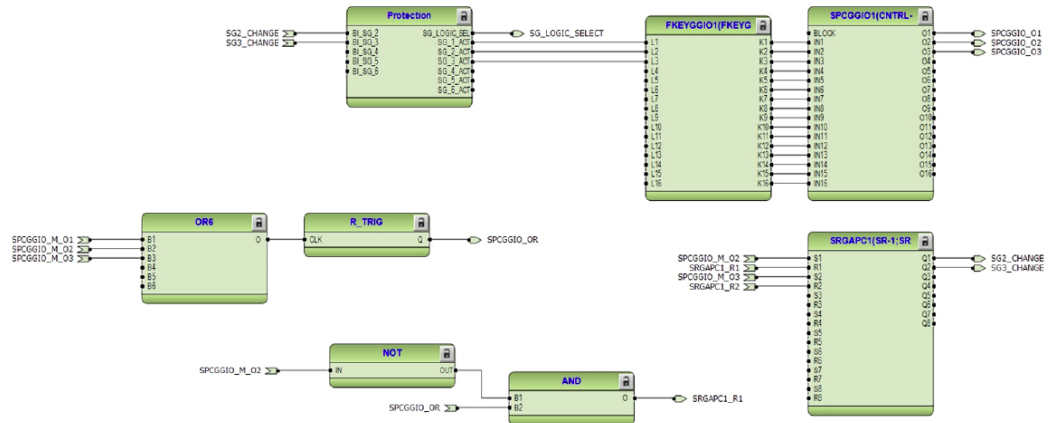 Protection
SG2_CHANGE
SG3_CHANGE
BI_SG_2
BI_SG_3
BI_SG_4
BI_SG_5
BI_SG_6
SG_LOGIC_SEL
SG_1_ACT
SG_2_ACT
SG_3_ACT
SG_4_ACT
SG_5_ACT
SG_6_ACT
SG_LOGIC_SELECT
FKEYGGIO1(FKEYG
L1 K1
L2 K2
L3 K3
L4 K4
L5 K5
L6 K6
L7 K7
L8 K8
L9 K9
L10 K10
L11 K11
L12 K12
L13 K13
L14 K14
L15 K15
L16 K16
SPCGGIO1(CNTRL-
BLOCK
IN1
IN2
IN3
IN4
IN5
IN6
IN7
IN8
IN9
IN10
IN11
IN12
IN13
IN14
IN15
IN16
O1
O2
O3
O4
O5
O6
O7
O8
O9
O10
O11
O12
O13
O14
O15
O16
SPCGGIO_O1
SPCGGIO_O2
SPCGGIO_O3
OR6
SPCGGIO_M_O1
SPCGGIO_M_O2
SPCGGIO_M_O3
B1
B2
B3
B4
B5
B6
O
R_TRIG
CLK Q
SPCGGIO_OR
SRGAPC1(SR-1;SR
SPCGGIO_M_O2
SRGAPC1_R1
SPCGGIO_M_O3
SRGAPC1_R2
S1
R1
S2
R2
S3
R3
S4
R4
S5
R5
S6
R6
S7
R7
S8
R8
Q1
Q2
Q3
Q4
Q5
Q6
Q7
Q8
SG2_CHANGE
SG3_CHANGE
NOT
SPCGGIO_M_O2
IN OUT
AND
SPCGGIO_OR
B1
B2
O
SRGAPC1_R1